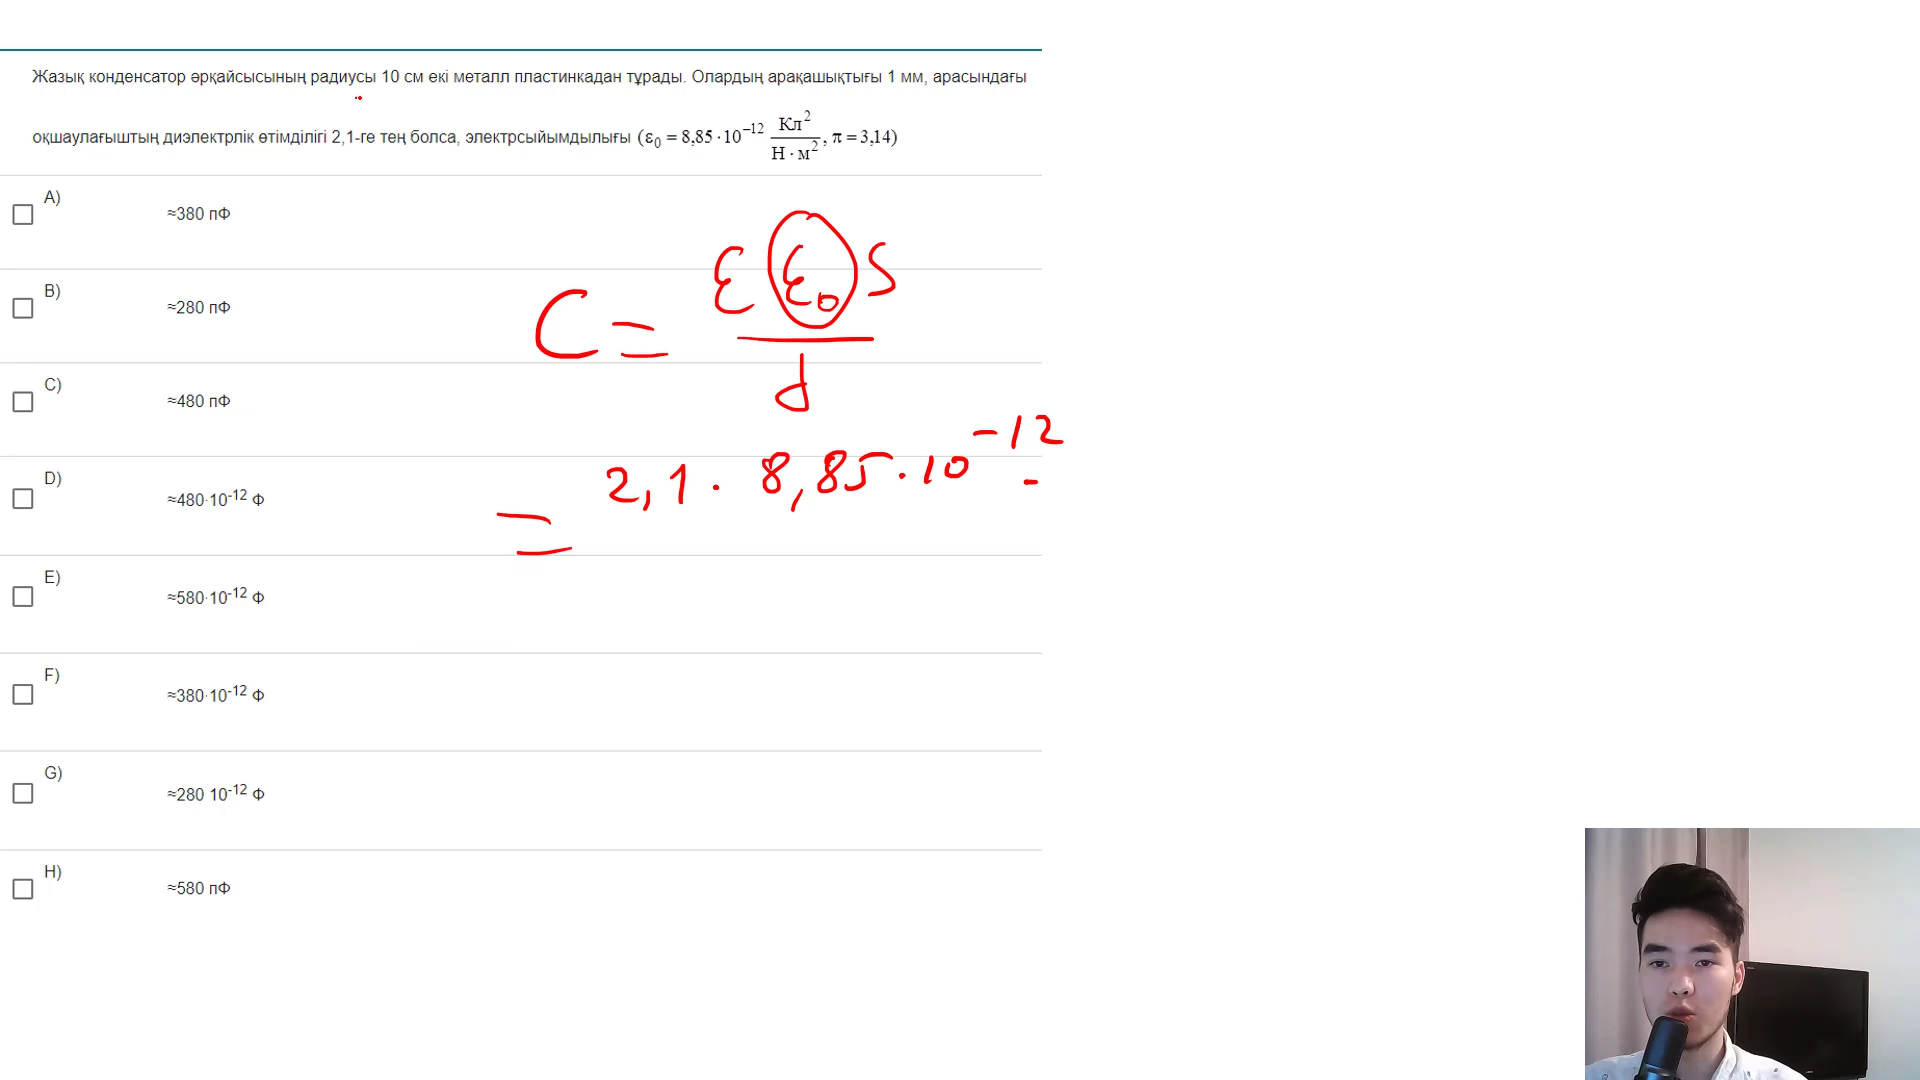 Жазық конденсатор әрқайсысының радиусы 10 см екі металл пластинкадан тұрады. Олардың арақашықтығы 1 мм, арасындағы
оқшаулағыштың диэлектрлік өтімділігі 2,1-ге тең болса, электрсыйымдылығы (ε₀ = 8,85·10⁻¹² Кл²/Н·м², π = 3,14)
A)
≈380 пФ
B)
≈280 пФ
C)
≈480 пФ
D)
≈480·10⁻¹² Ф
E)
≈580·10⁻¹² Ф
F)
≈380·10⁻¹² Ф
G)
≈280 10⁻¹² Ф
H)
≈580 пФ
C = ε ε₀ S / d
= 2,1 · 8,85 · 10⁻¹² ·